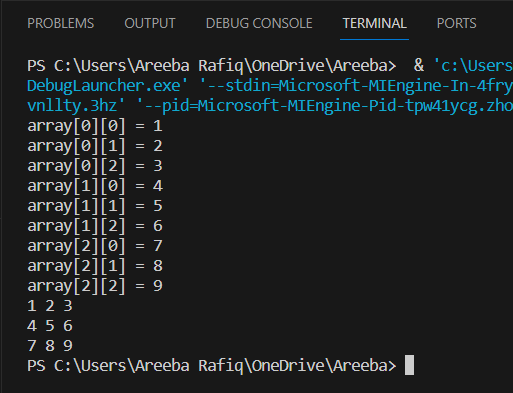 PROBLEMS OUTPUT DEBUG CONSOLE TERMINAL PORTS
PS C:\Users\Areeba Rafiq\OneDrive\Areeba>  & 'c:\Users
DebugLauncher.exe' '--stdin=Microsoft-MIEngine-In-4fry
vnllty.3hz' '--pid=Microsoft-MIEngine-Pid-tpw41ycg.zho
array[0][0] = 1
array[0][1] = 2
array[0][2] = 3
array[1][0] = 4
array[1][1] = 5
array[1][2] = 6
array[2][0] = 7
array[2][1] = 8
array[2][2] = 9
1 2 3
4 5 6
7 8 9
PS C:\Users\Areeba Rafiq\OneDrive\Areeba>